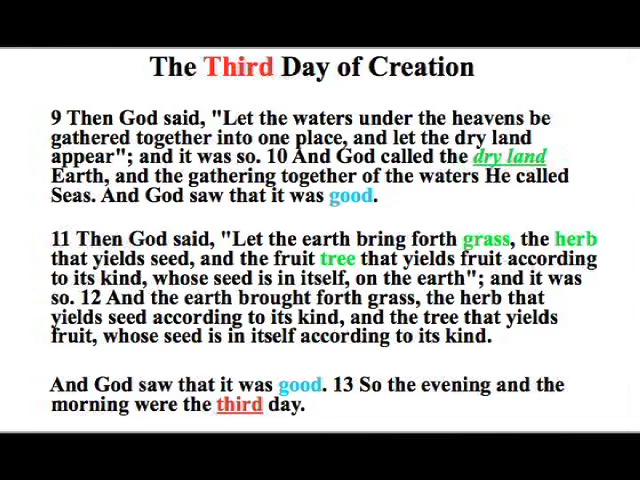 The Third Day of Creation
9 Then God said, "Let the waters under the heavens be
gathered together into one place, and let the dry land
appear"; and it was so. 10 And God called the dry land
Earth, and the gathering together of the waters He called
Seas. And God saw that it was good.
11 Then God said, "Let the earth bring forth grass, the herb
that yields seed, and the fruit tree that yields fruit according
to its kind, whose seed is in itself, on the earth"; and it was
so. 12 And the earth brought forth grass, the herb that
yields seed according to its kind, and the tree that yields
fruit, whose seed is in itself according to its kind.
And God saw that it was good. 13 So the evening and the
morning were the third day.